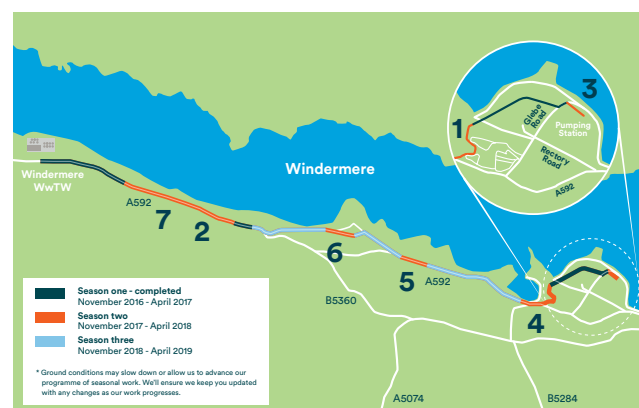 3
Glebe
Road
Pumping
Station
1
Rectory
Road
A592
Windermere
Windermere
WwTW
A592
7
2
6
5
A592
B5360
4
A5074
B5284
Season one - completed
November 2016 - April 2017
Season two
November 2017 - April 2018
Season three
November 2018 - April 2019
* Ground conditions may slow down or allow us to advance our
programme of seasonal work. We'll ensure we keep you updated
with any changes as our work progresses.